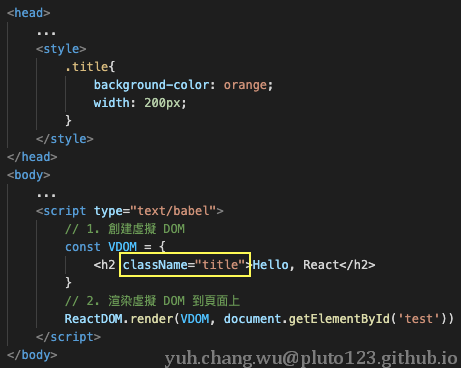 <head>
    ...
    <style>
        .title{
            background-color: orange;
            width: 200px;
        }
    </style>
</head>
<body>
    ...
    <script type="text/babel">
        // 1. 創建虛擬 DOM
        const VDOM = {
            <h2 className="title">Hello, React</h2>
        }
        // 2. 渲染虛擬 DOM 到頁面上
        ReactDOM.render(VDOM, document.getElementById('test'))
    </script>
</body>
yuh.chang.wu@pluto123.github.io